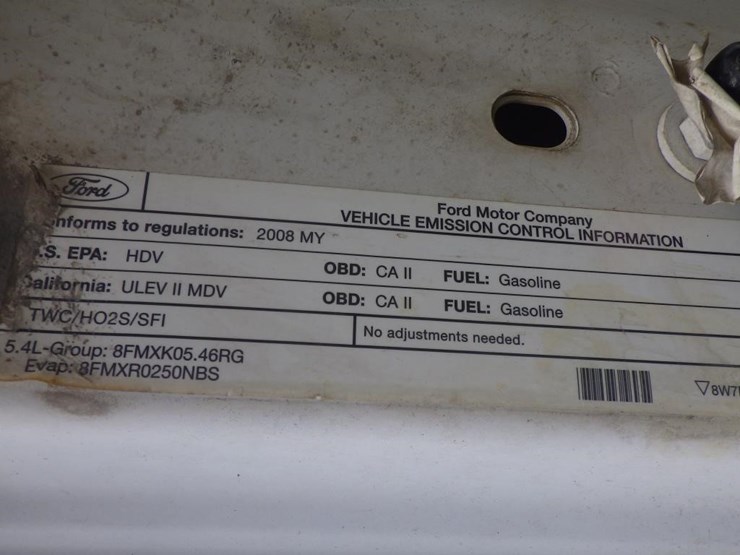 Ford
Ford Motor Company
VEHICLE EMISSION CONTROL INFORMATION
nforms to regulations: 2008 MY
.S. EPA: HDV OBD: CA II FUEL: Gasoline
alifornia: ULEV II MDV OBD: CA II FUEL: Gasoline
TWC/HO2S/SFI No adjustments needed.
5.4L-Group: 8FMXK05.46RG
Evap: 8FMXR0250NBS
▽8W7